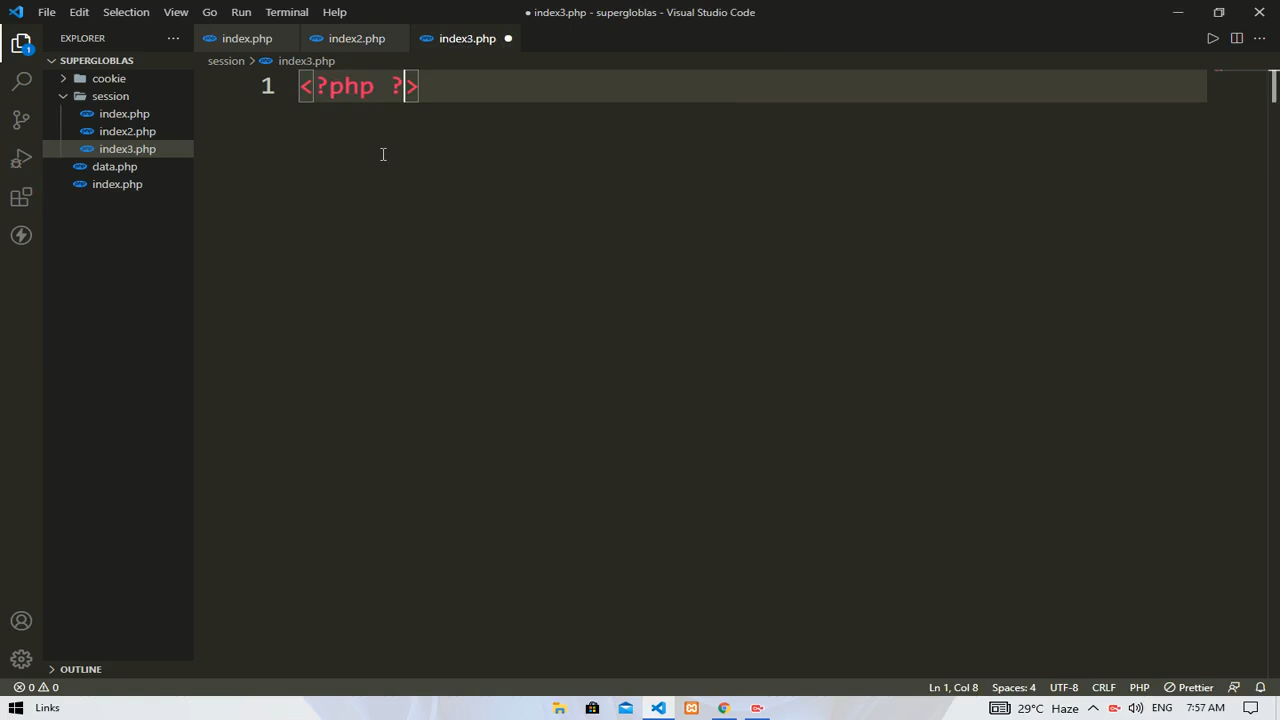 File Edit Selection View Go Run Terminal Help
● index3.php - supergloblas - Visual Studio Code
EXPLORER
index.php
index2.php
index3.php
SUPERGLOBLAS
session
index3.php
cookie
session
index.php
index2.php
index3.php
data.php
index.php
1
1 <?php ?>
OUTLINE
0 0
Ln 1, Col 8 Spaces: 4 UTF-8 CRLF PHP Prettier
Links
29°C Haze ENG 7:57 AM